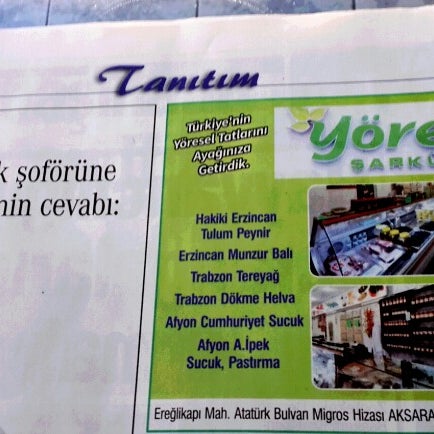 Tanıtım
k şoförüne
nin cevabı:
Türkiye'nin
Yöresel Tatlarını
Ayağınıza
Getirdik.
Yöre
ŞARKÜ
Hakiki Erzincan
Tulum Peynir
Erzincan Munzur Balı
Trabzon Tereyağ
Trabzon Dökme Helva
Afyon Cumhuriyet Sucuk
Afyon A.İpek
Sucuk, Pastırma
Ereğlikapı Mah. Atatürk Bulvarı Migros Hizası AKSARA